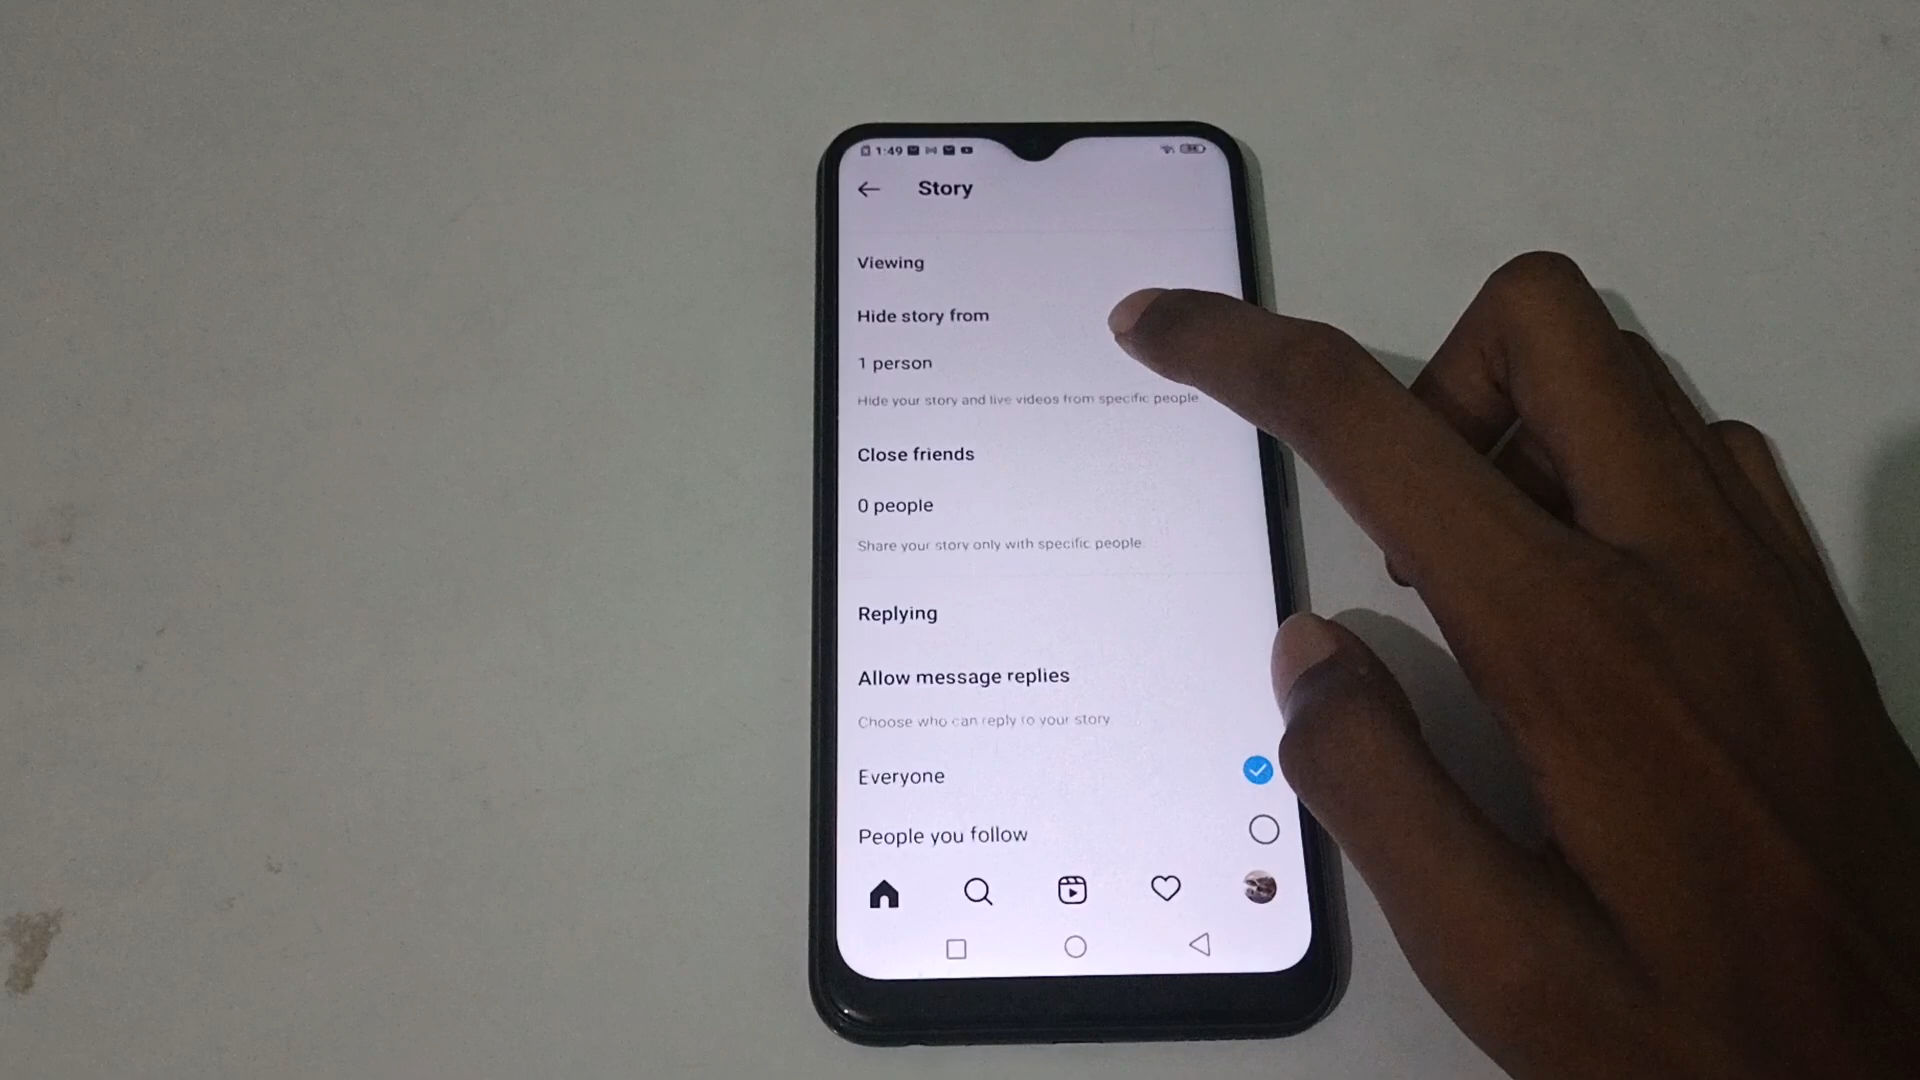 1:49
Story
Viewing
Hide story from
1 person
Hide your story and live videos from specific people
Close friends
0 people
Share your story only with specific people.
Replying
Allow message replies
Choose who can reply to your story
Everyone
People you follow